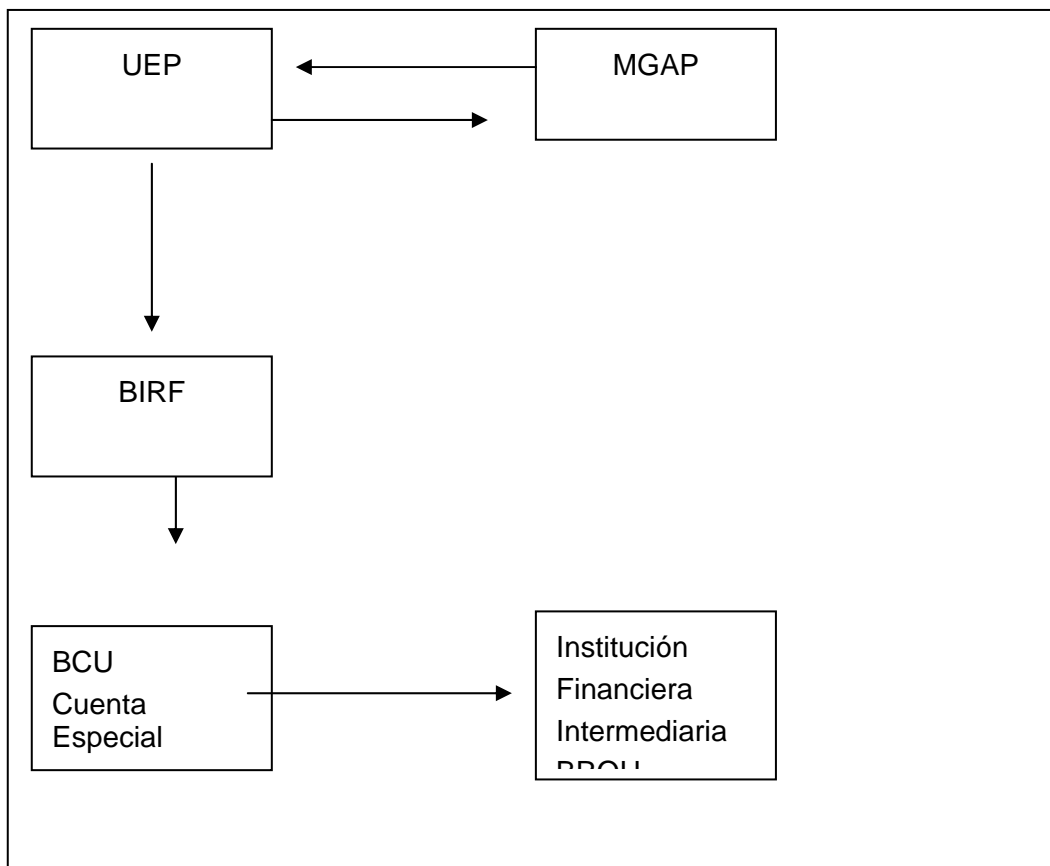 UEP
MGAP
BIRF
BCU
Cuenta
Especial
Institución
Financiera
Intermediaria